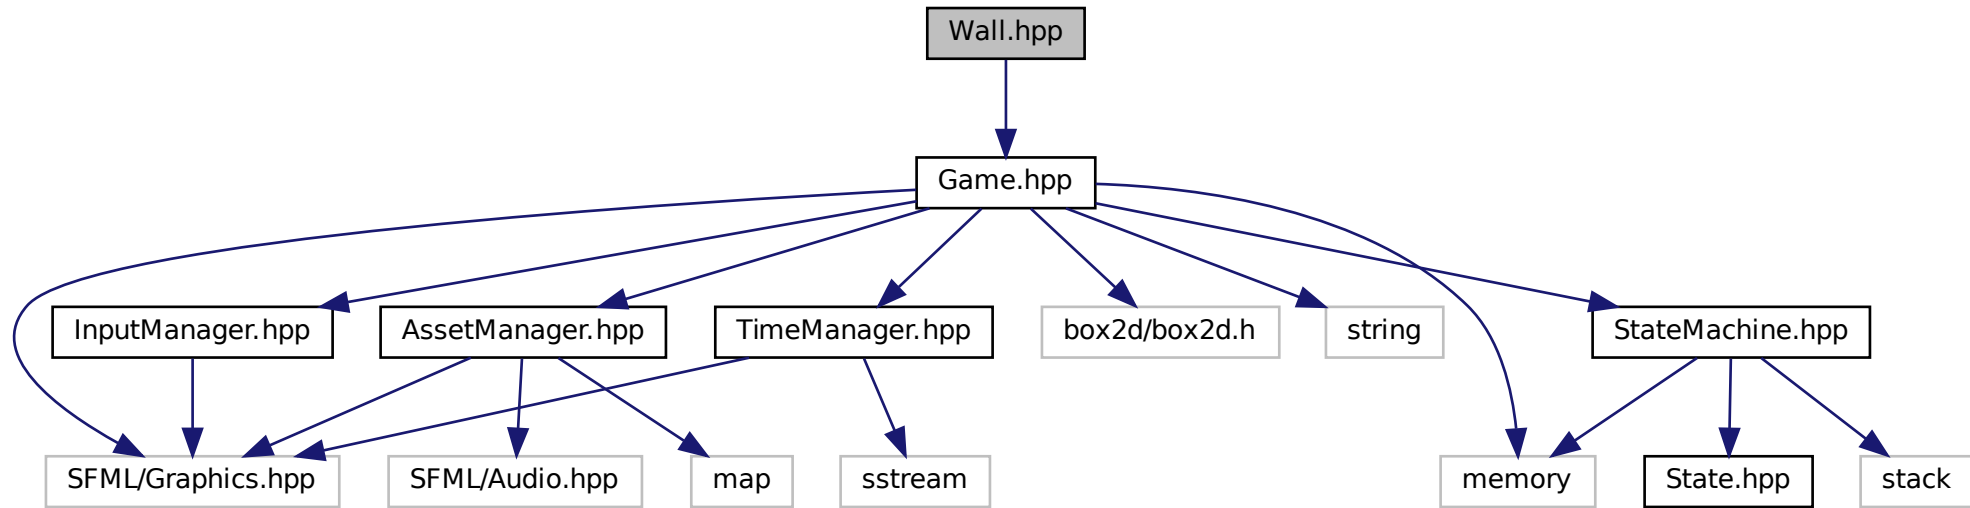 Wall.hpp
Game.hpp
InputManager.hpp
AssetManager.hpp
TimeManager.hpp
box2d/box2d.h
string
StateMachine.hpp
SFML/Graphics.hpp
SFML/Audio.hpp
map
sstream
memory
State.hpp
stack